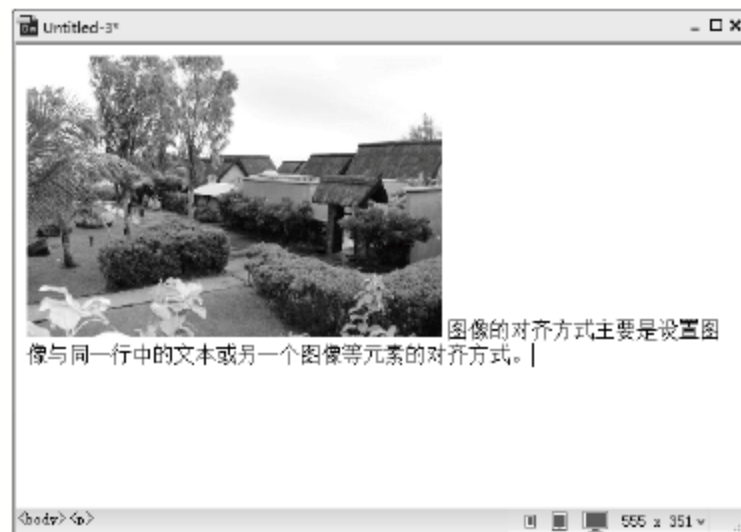 Untitled-3*
图像的对齐方式主要是设置图
像与同一行中的文本或另一个图像等元素的对齐方式。
<body><p>
555 x 351